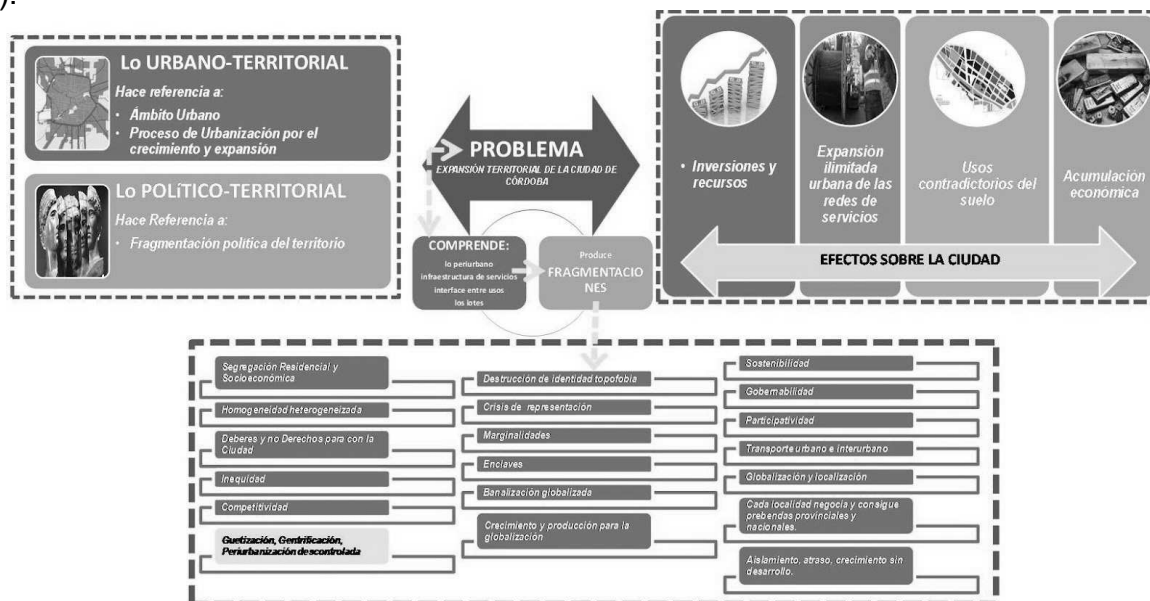 ).
Lo URBANO-TERRITORIAL
Hace referencia a:
• Ámbito Urbano
• Proceso de Urbanización por el
crecimiento y expansión
Lo POLíTICO-TERRITORIAL
Hace Referencia a:
• Fragmentación política del territorio
PROBLEMA
EXPANSIÓN TERRITORIAL DE LA CIUDAD DE
CÓRDOBA
COMPRENDE:
lo periurbano
infraestructura de servicios
interface entre usos
los lotes
Produce
FRAGMENTACIO
NES
• Inversiones y
recursos
Expansión
ilimitada
urbana de las
redes de
servicios
Usos
contradictorios del
suelo
Acumulación
económica
EFECTOS SOBRE LA CIUDAD
Segregación Residencial y
Socioeconómica
Homogeneidad heterogeneizada
Deberes y no Derechos para con la
Ciudad
Inequidad
Competitividad
Guetización, Gentrificación,
Periurbanización descontrolada
Destrucción de identidad topofobia
Crisis de representación
Marginalidades
Enclaves
Banalización globalizada
Crecimiento y producción para la
globalización
Sostenibilidad
Gobernabilidad
Participatividad
Transporte urbano e interurbano
Globalización y localización
Cada localidad negocia y consigue
prebendas provinciales y
nacionales.
Aislamiento, atraso, crecimiento sin
desarrollo.